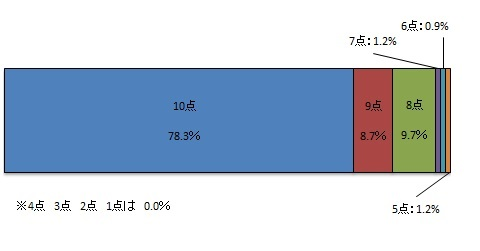 6点：0.9%
7点：1.2%
10点 9点 8点
78.3% 8.7% 9.7%
5点：1.2%
※4点 3点 2点 1点は 0.0%